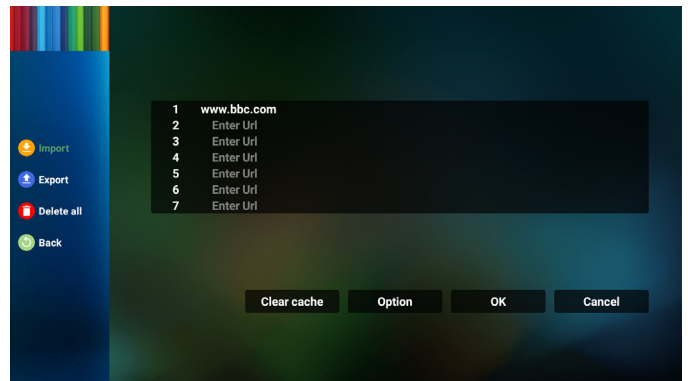 1 www.bbc.com
2 Enter Url
3 Enter Url
4 Enter Url
5 Enter Url
6 Enter Url
7 Enter Url
Import
Export
Delete all
Back
Clear cache Option OK Cancel